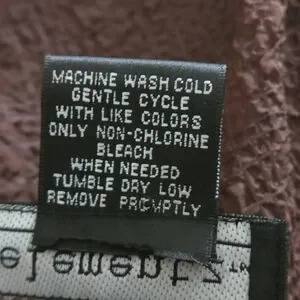 MACHINE WASH COLD
GENTLE CYCLE
WITH LIKE COLORS
ONLY NON-CHLORINE
BLEACH
WHEN NEEDED
TUMBLE DRY LOW
REMOVE PROMPTLY
element